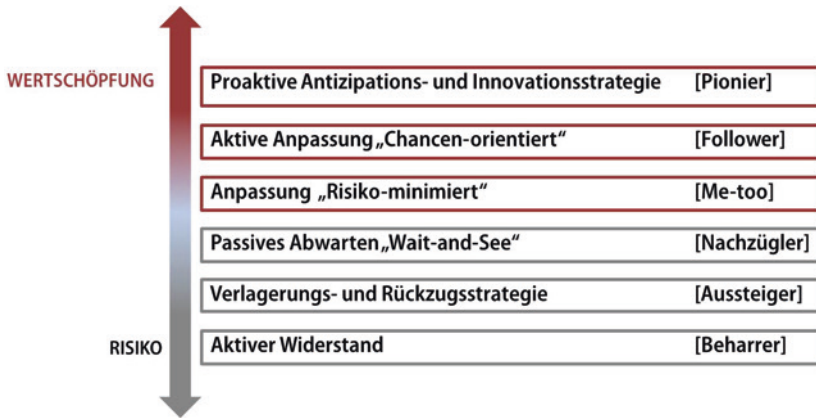 WERTSCHÖPFUNG
Proaktive Antizipations- und Innovationsstrategie [Pionier]
Aktive Anpassung „Chancen-orientiert“ [Follower]
Anpassung „Risiko-minimiert“ [Me-too]
Passives Abwarten „Wait-and-See“ [Nachzügler]
Verlagerungs- und Rückzugsstrategie [Aussteiger]
RISIKO
Aktiver Widerstand [Beharrer]